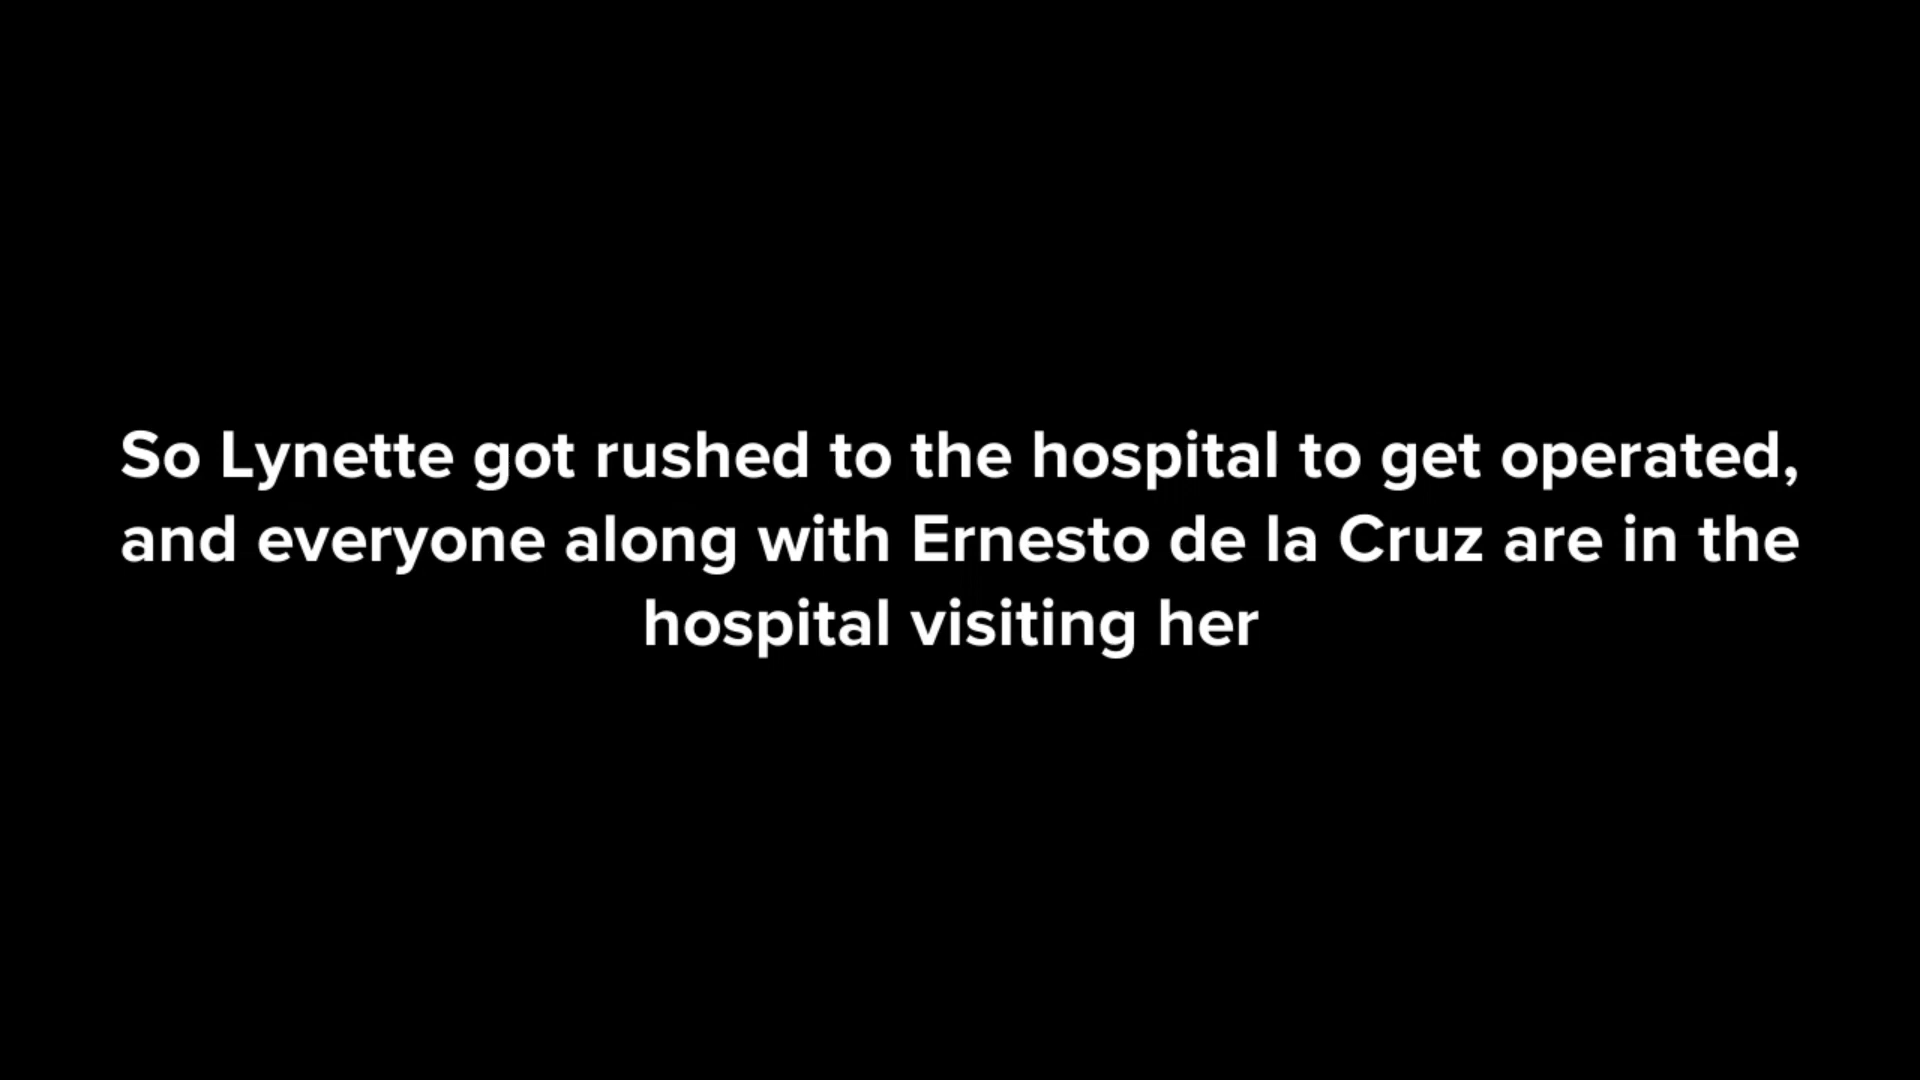 So Lynette got rushed to the hospital to get operated,
and everyone along with Ernesto de la Cruz are in the
hospital visiting her